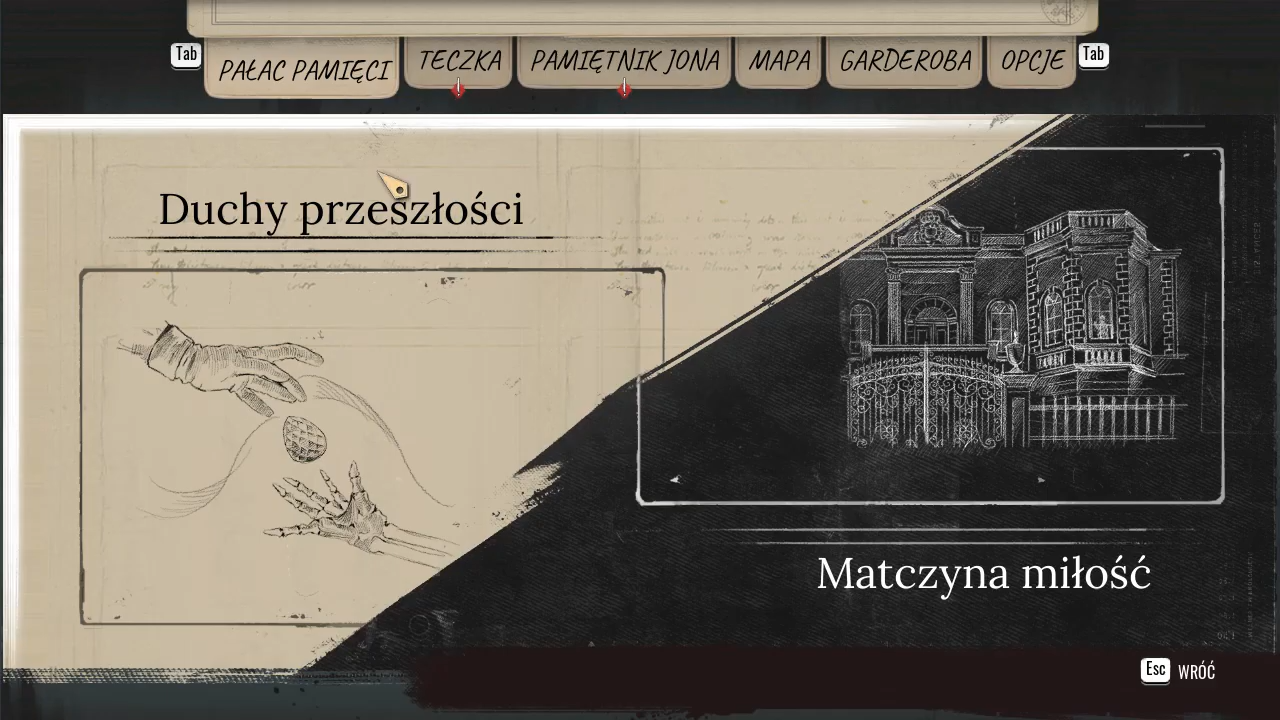 Tab
PAŁAC PAMIĘCI
TECZKA
PAMIĘTNIK JONA
MAPA
GARDEROBA
OPCJE
Tab
Duchy przeszłości
Matczyna miłość
Esc WRÓĆ